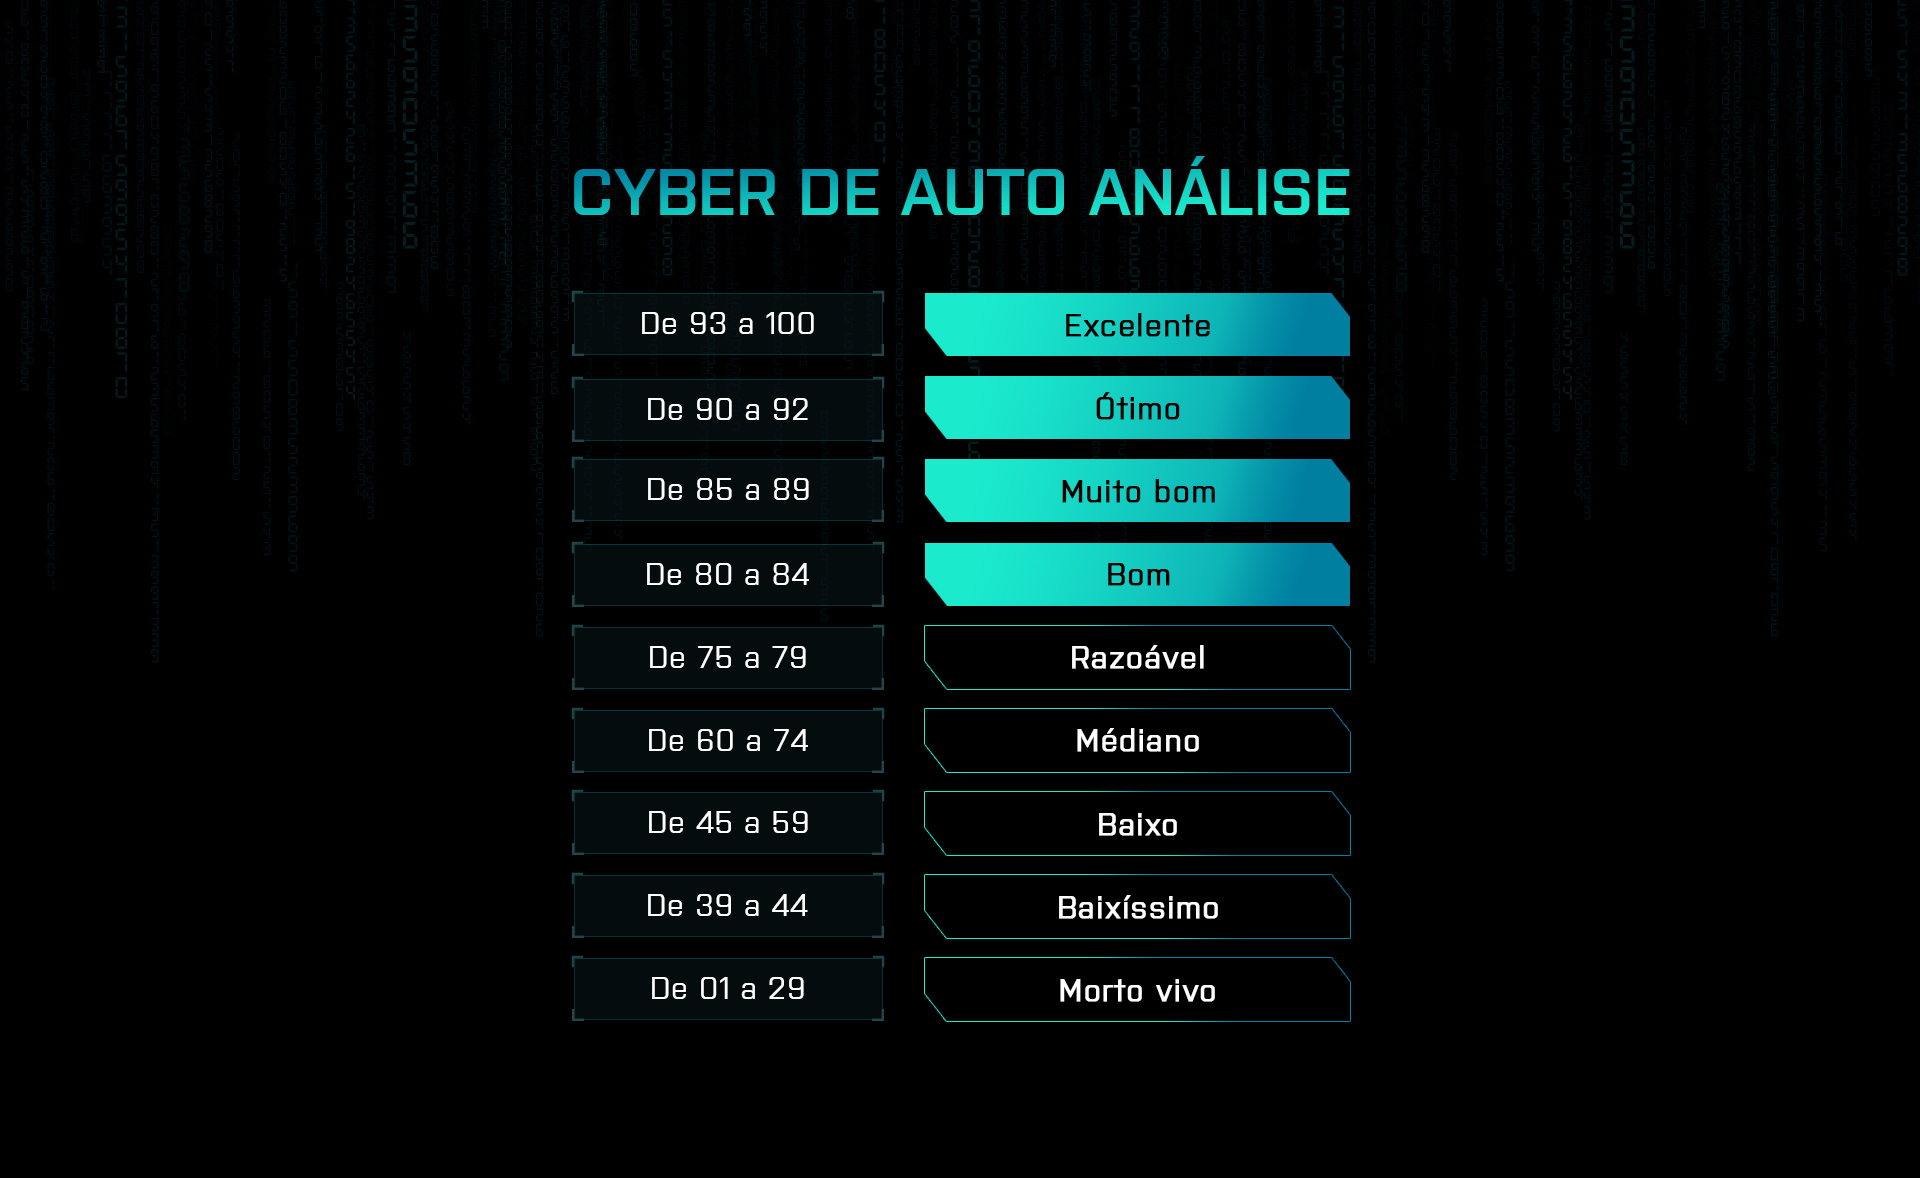 CYBER DE AUTO ANÁLISE
De 93 a 100 Excelente
De 90 a 92 Ótimo
De 85 a 89 Muito bom
De 80 a 84 Bom
De 75 a 79 Razoável
De 60 a 74 Médiano
De 45 a 59 Baixo
De 39 a 44 Baixíssimo
De 01 a 29 Morto vivo